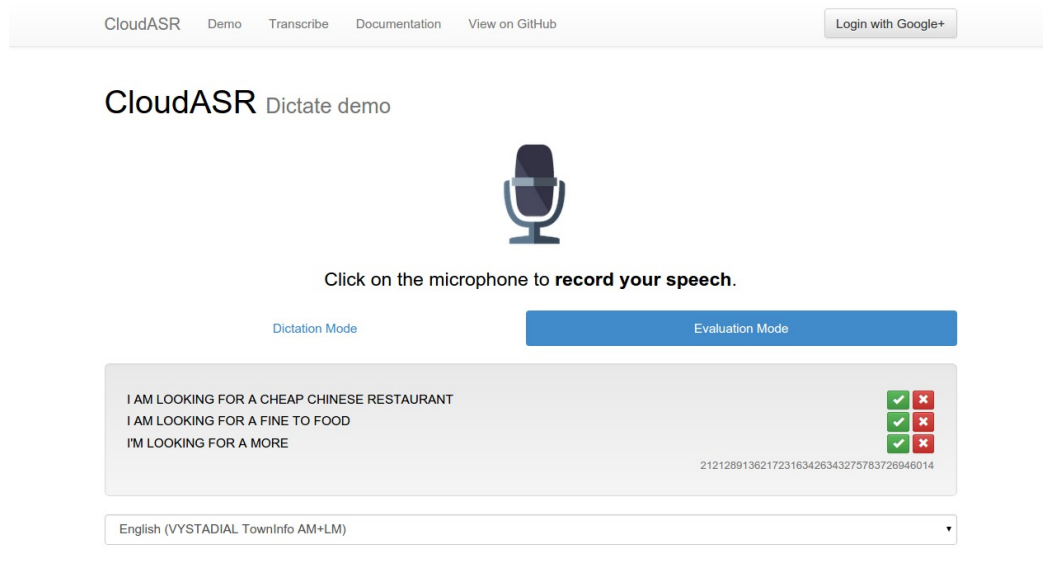 CloudASR Demo Transcribe Documentation View on GitHub Login with Google+
CloudASR Dictate demo
Click on the microphone to record your speech.
Dictation Mode Evaluation Mode
I AM LOOKING FOR A CHEAP CHINESE RESTAURANT
I AM LOOKING FOR A FINE TO FOOD
I'M LOOKING FOR A MORE
212128913621723163426343275783726946014
English (VYSTADIAL TownInfo AM+LM)